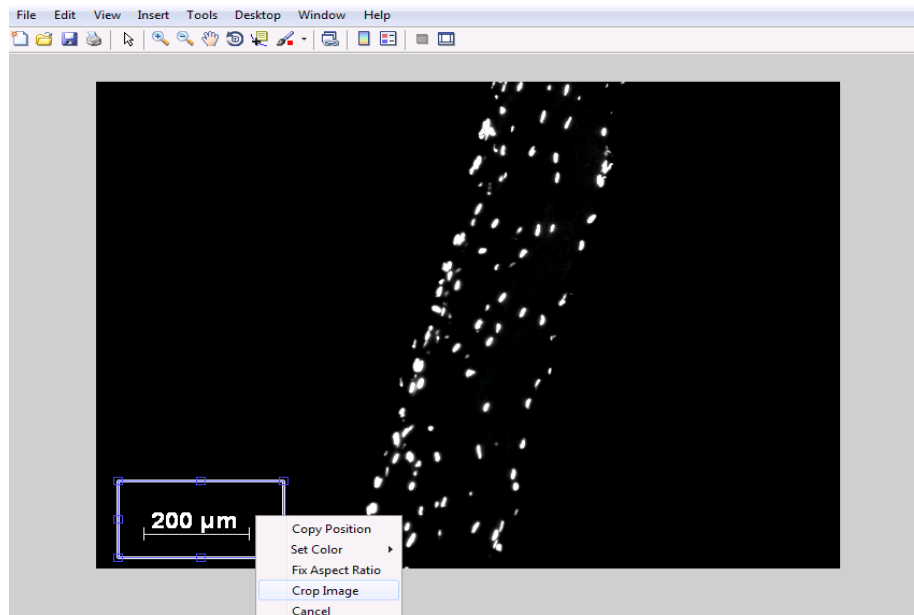 File Edit View Insert Tools Desktop Window Help
200 µm
Copy Position
Set Color
Fix Aspect Ratio
Crop Image
Cancel